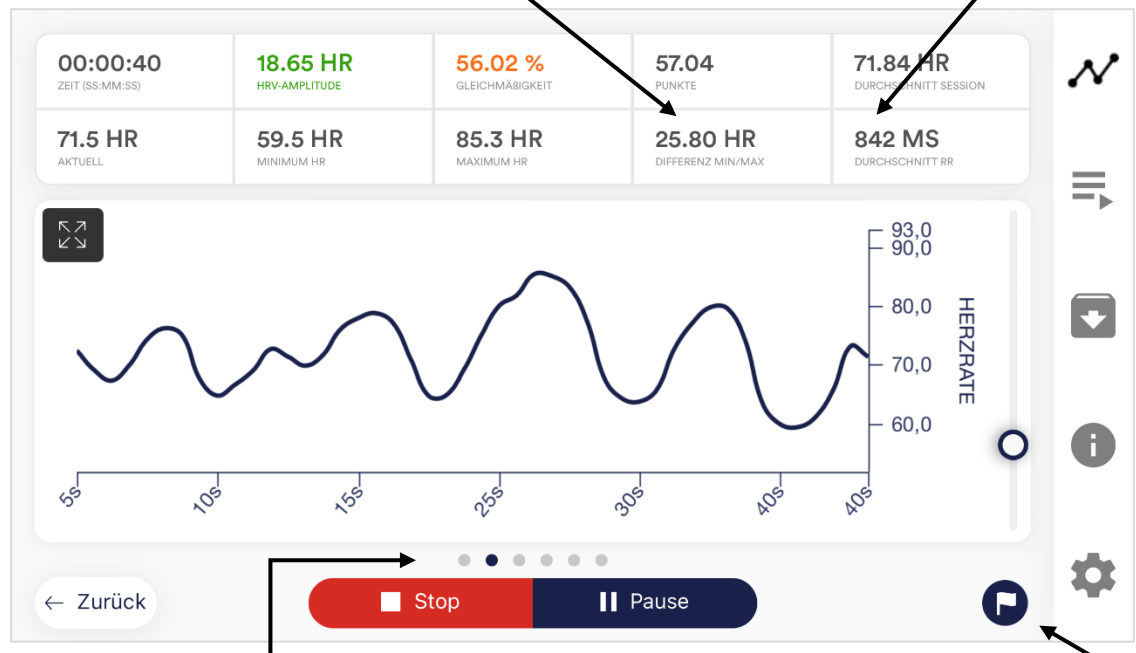 00:00:40
ZEIT (SS:MM:SS)
18.65 HR
HRV-AMPLITUDE
56.02 %
GLEICHMÄßIGKEIT
57.04
PUNKTE
71.84 HR
DURCHSCHNITT SESSION
71.5 HR
AKTUELL
59.5 HR
MINIMUM HR
85.3 HR
MAXIMUM HR
25.80 HR
DIFFERENZ MIN/MAX
842 MS
DURCHSCHNITT RR
93,0
90,0
80,0
70,0
60,0
HERZRATE
5s
10s
15s
25s
30s
40s
40s
← Zurück
Stop
Pause